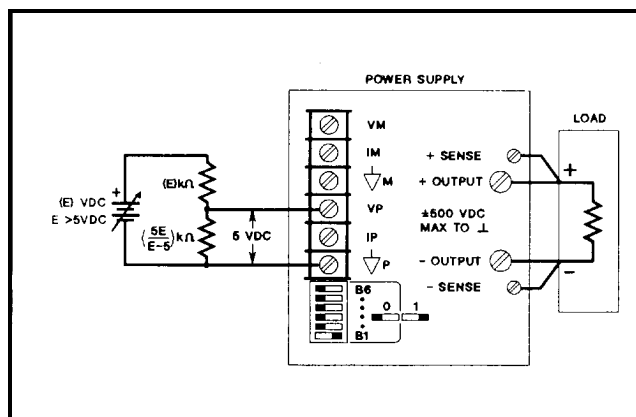 POWER SUPPLY
LOAD
VM
IM
M
VP
IP
P
+ SENSE
+ OUTPUT
±500 VDC
MAX TO ⊥
- OUTPUT
- SENSE
+
-
+
(E) VDC
E >5VDC
(E)kΩ
(5E/E-5)kΩ
5 VDC
B6
0 1
B1